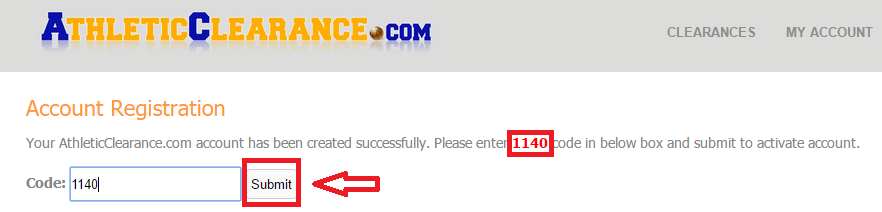 ATHLETICCLEARANCE.COM
CLEARANCES MY ACCOUNT
Account Registration
Your AthleticClearance.com account has been created successfully. Please enter 1140 code in below box and submit to activate account.
Code: 1140 Submit